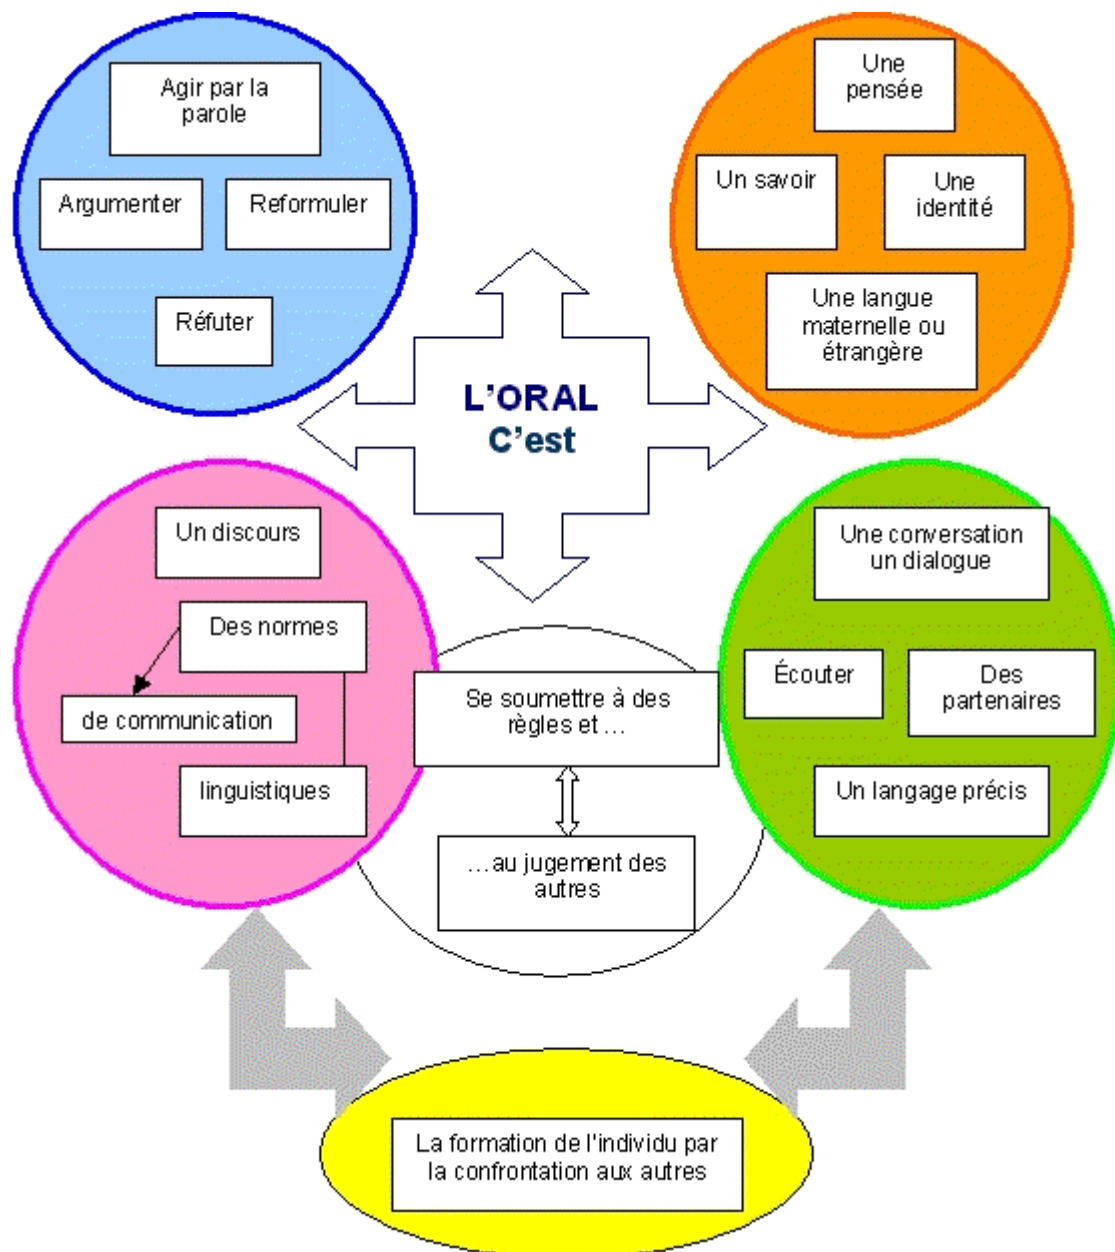 Agir par la
parole
Argumenter
Reformuler
Réfuter
Une
pensée
Un savoir
Une
identité
Une langue
maternelle ou
étrangère
L'ORAL
C'est
Un discours
Des normes
de communication
linguistiques
Se soumettre à des
règles et ...
...au jugement des
autres
Une conversation
un dialogue
Écouter
Des
partenaires
Un langage précis
La formation de l'individu par
la confrontation aux autres